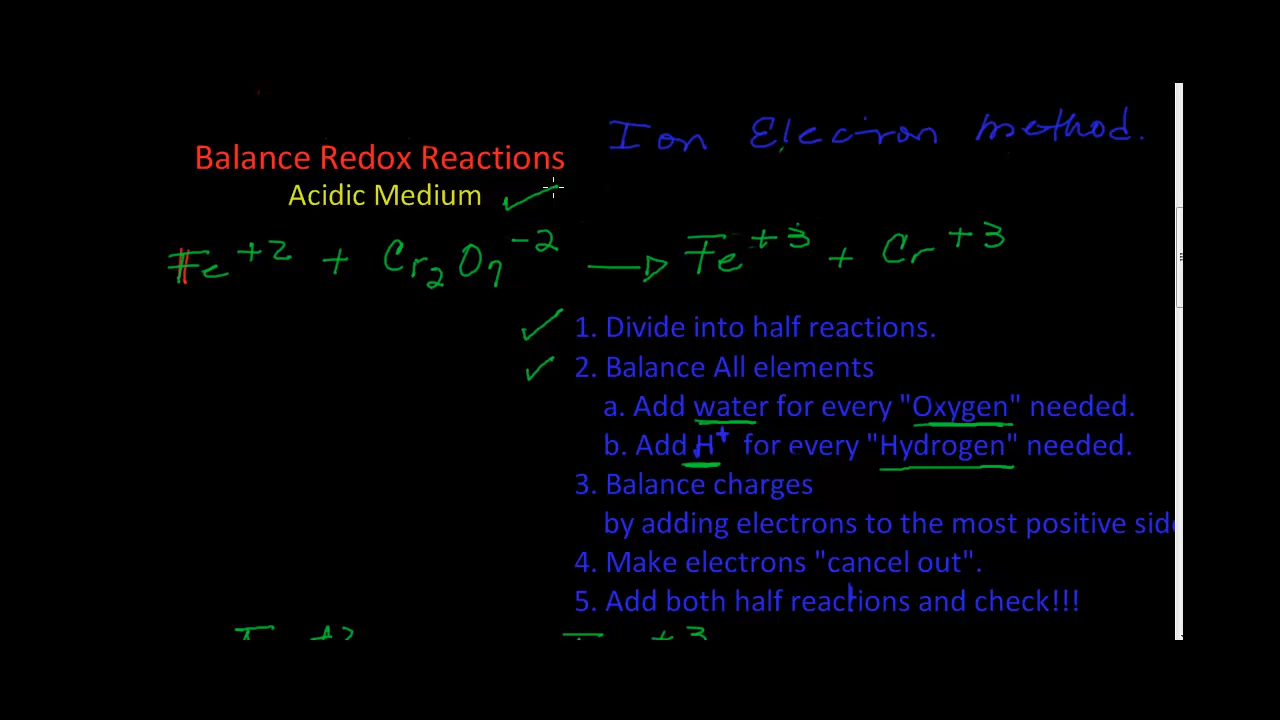 Ion Electron method.
Balance Redox Reactions
Acidic Medium ✓
Fe⁺² + Cr₂O₇⁻² → Fe⁺³ + Cr⁺³
✓ 1. Divide into half reactions.
✓ 2. Balance All elements
a. Add water for every "Oxygen" needed.
b. Add H⁺ for every "Hydrogen" needed.
3. Balance charges
by adding electrons to the most positive side
4. Make electrons "cancel out".
5. Add both half reactions and check!!!